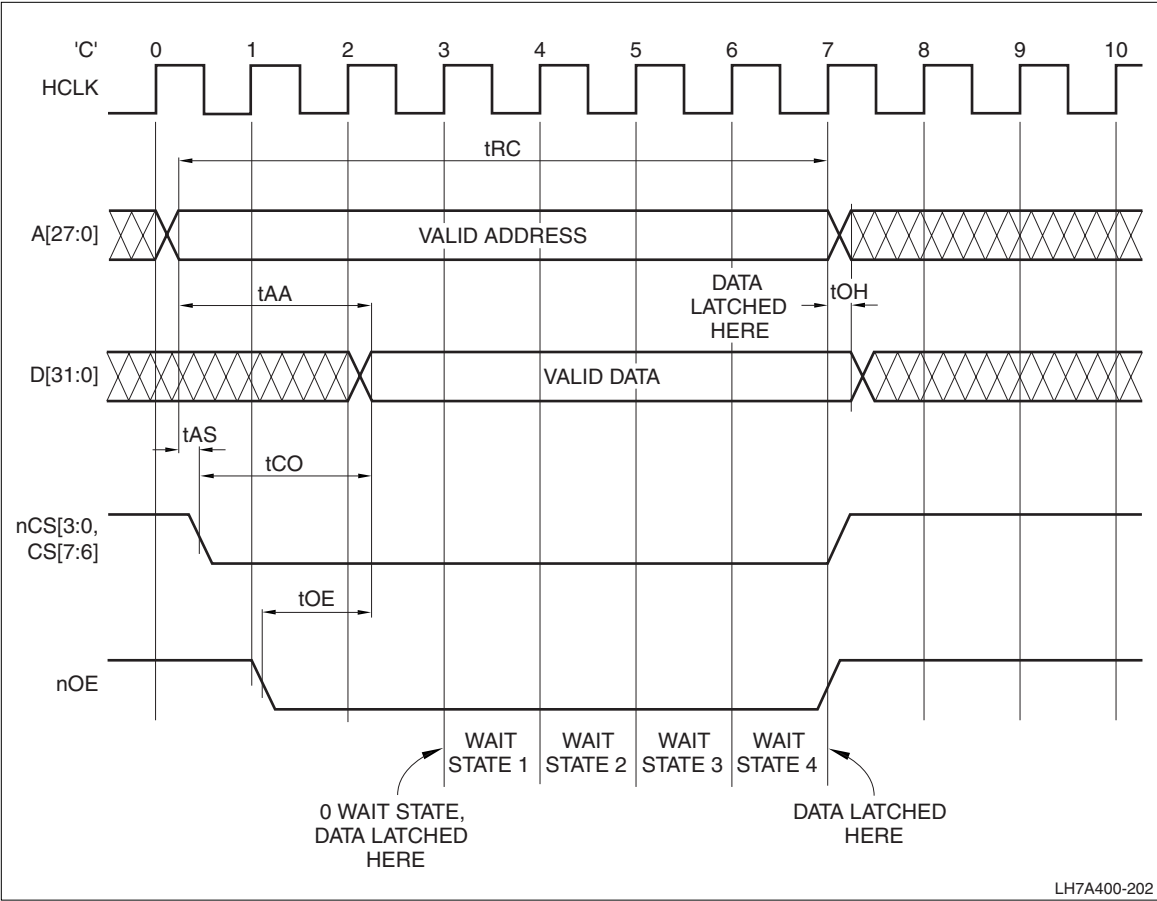 'C' 0 1 2 3 4 5 6 7 8 9 10
HCLK
tRC
A[27:0]
VALID ADDRESS
tAA
DATA
LATCHED
HERE
tOH
D[31:0]
VALID DATA
tAS
tCO
nCS[3:0,
CS[7:6]
tOE
nOE
WAIT
STATE 1
WAIT
STATE 2
WAIT
STATE 3
WAIT
STATE 4
0 WAIT STATE,
DATA LATCHED
HERE
DATA LATCHED
HERE
LH7A400-202